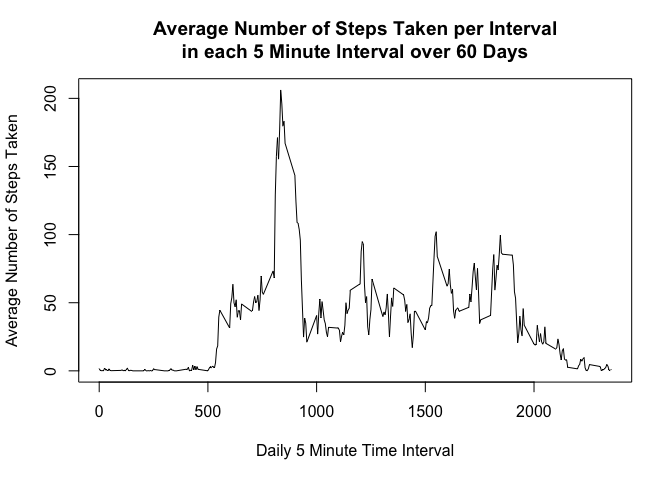 Average Number of Steps Taken per Interval
in each 5 Minute Interval over 60 Days
Average Number of Steps Taken
200
150
100
50
0
0 500 1000 1500 2000
Daily 5 Minute Time Interval